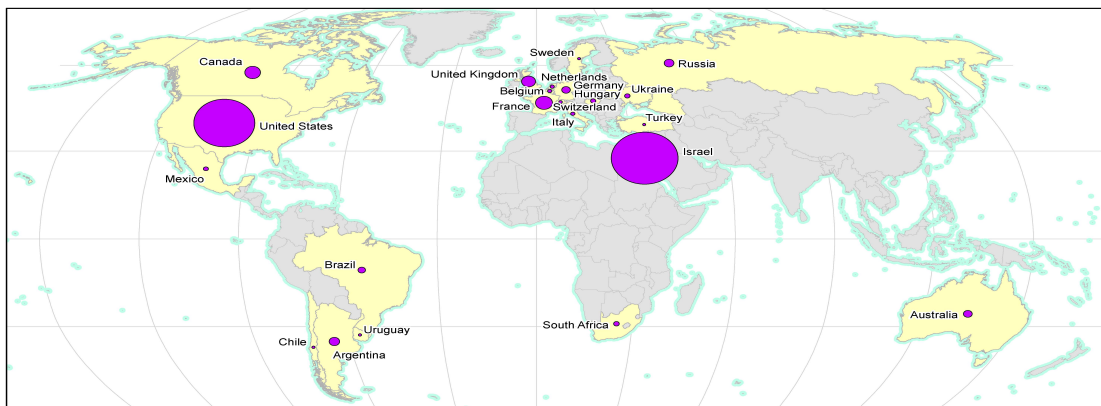 Sweden
Canada
Russia
United Kingdom
Netherlands
Germany
Belgium
Hungary
Ukraine
France
Switzerland
Italy
Turkey
United States
Israel
Mexico
Brazil
Australia
South Africa
Uruguay
Chile
Argentina